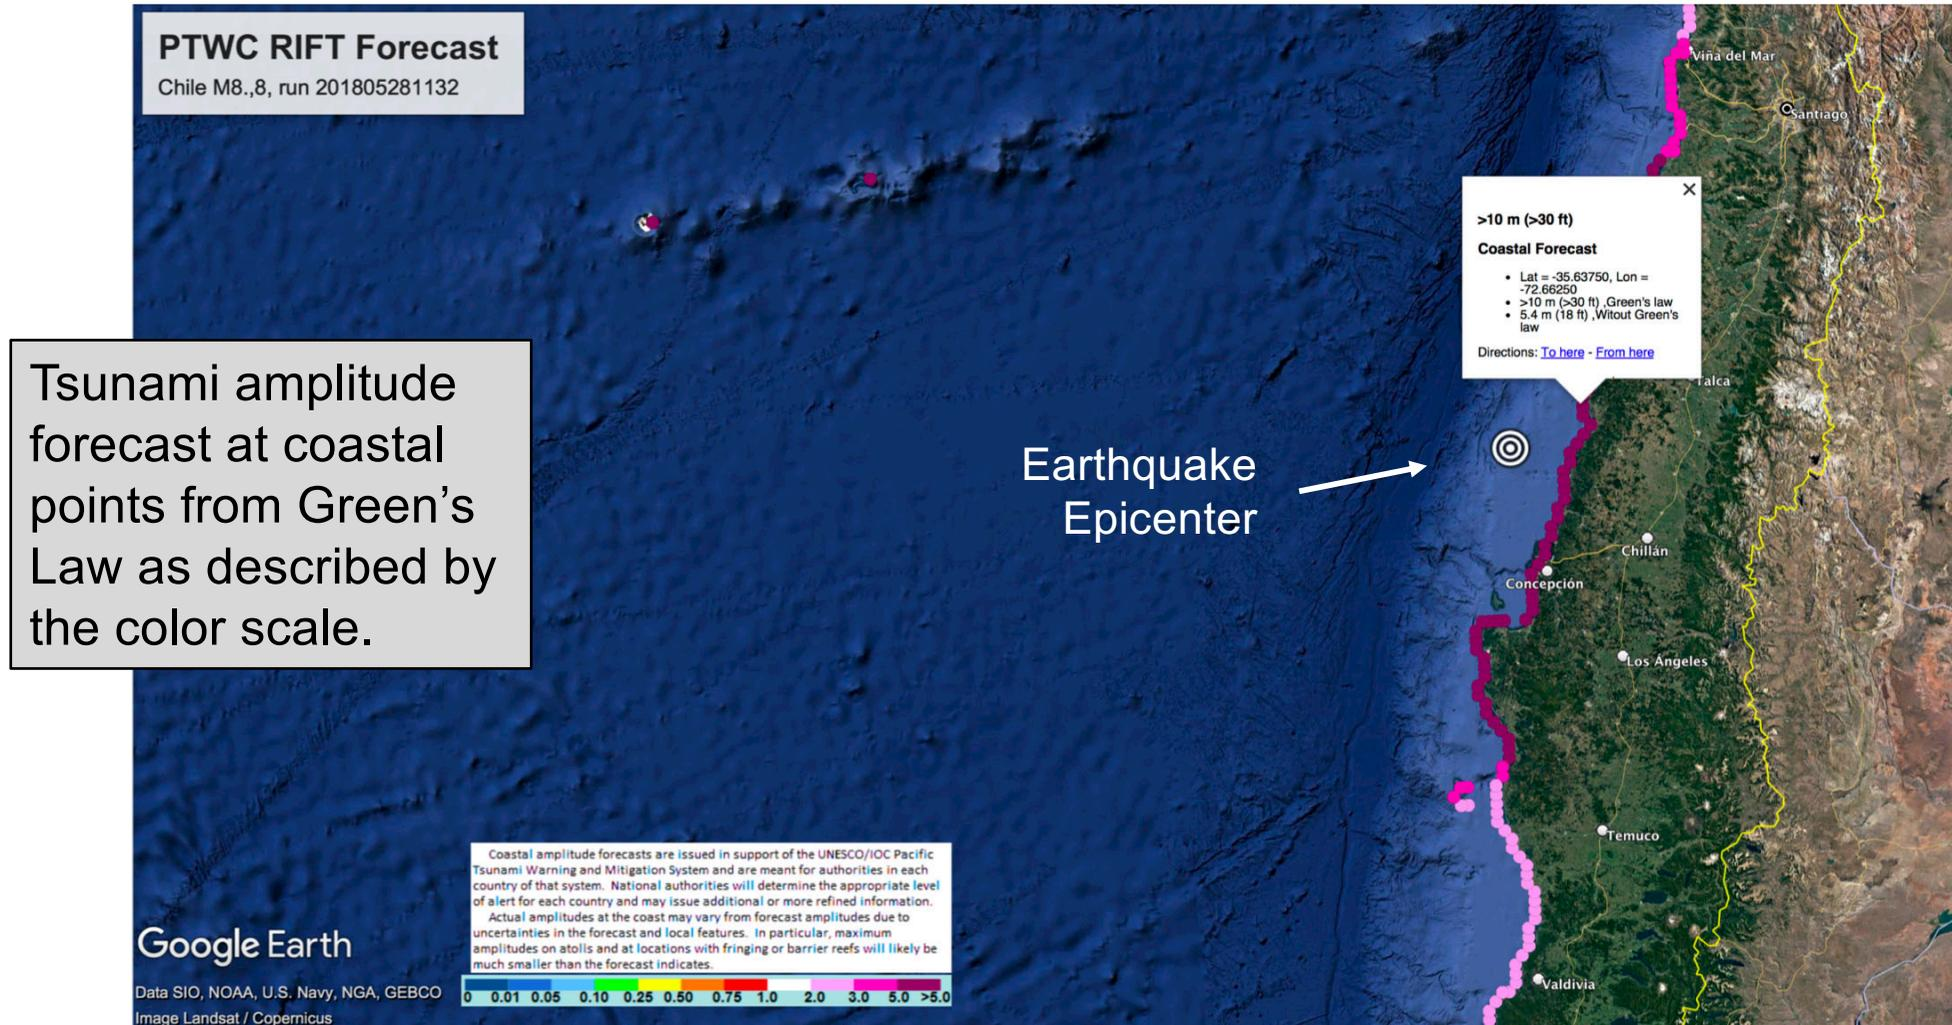 PTWC RIFT Forecast
Chile M8.,8, run 201805281132
Viña del Mar
Santiago
>10 m (>30 ft)
Coastal Forecast
• Lat = -35.63750, Lon =
-72.66250
• >10 m (>30 ft) ,Green's law
• 5.4 m (18 ft) ,Witout Green's
law
Directions: To here - From here
Talca
Tsunami amplitude
forecast at coastal
points from Green’s
Law as described by
the color scale.
Earthquake
Epicenter
Chillán
Concepción
Los Ángeles
Temuco
Coastal amplitude forecasts are issued in support of the UNESCO/IOC Pacific
Tsunami Warning and Mitigation System and are meant for authorities in each
country of that system. National authorities will determine the appropriate level
of alert for each country and may issue additional or more refined information.
Actual amplitudes at the coast may vary from forecast amplitudes due to
uncertainties in the forecast and local features. In particular, maximum
amplitudes on atolls and at locations with fringing or barrier reefs will likely be
much smaller than the forecast indicates.
Google Earth
Data SIO, NOAA, U.S. Navy, NGA, GEBCO
Image Landsat / Copernicus
0 0.01 0.05 0.10 0.25 0.50 0.75 1.0 2.0 3.0 5.0 >5.0
Valdivia